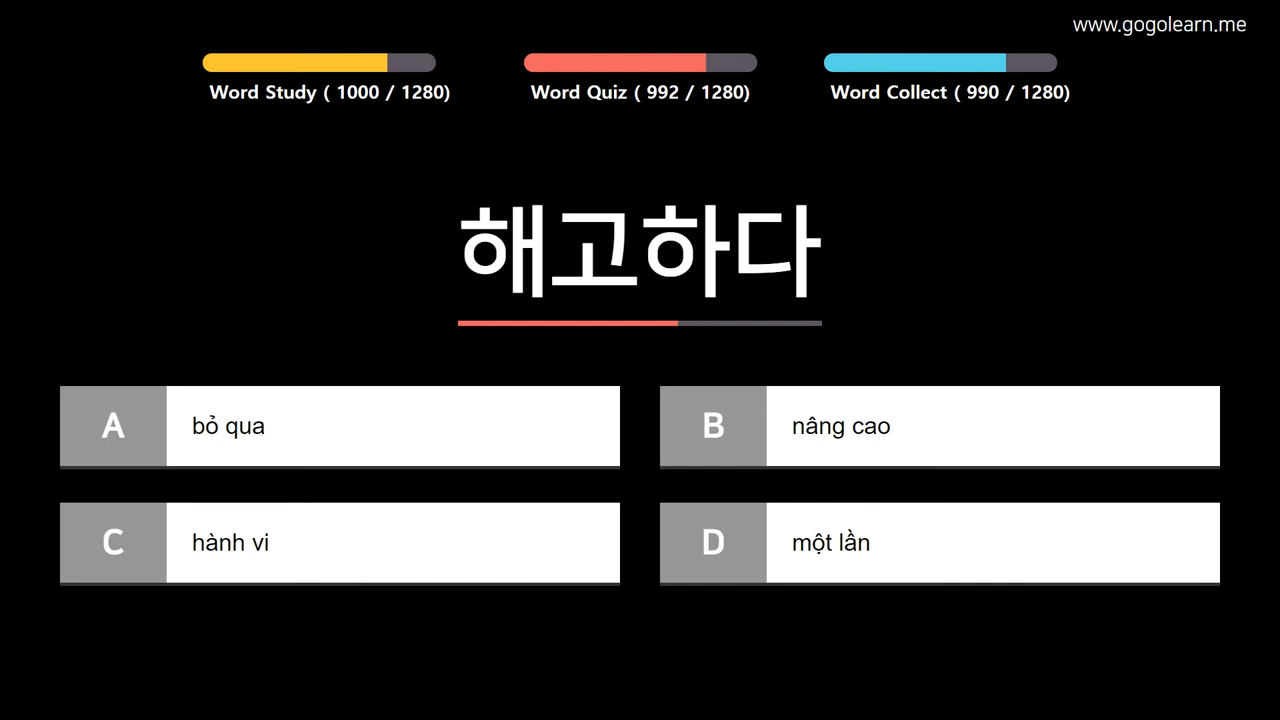 www.gogolearn.me
Word Study ( 1000 / 1280)
Word Quiz ( 992 / 1280)
Word Collect ( 990 / 1280)
해고하다
A bỏ qua
B nâng cao
C hành vi
D một lần